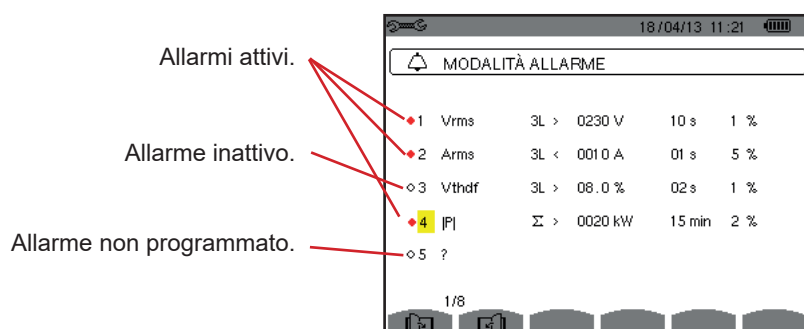 18/04/13 11:21
MODALITÀ ALLARME
Allarmi attivi.
Allarme inattivo.
Allarme non programmato.
1 Vrms 3L > 0230 V 10 s 1 %
2 Arms 3L < 0010 A 01 s 5 %
3 Vthdf 3L > 08.0 % 02 s 1 %
4 |P| Σ > 0020 kW 15 min 2 %
5 ?
1/8